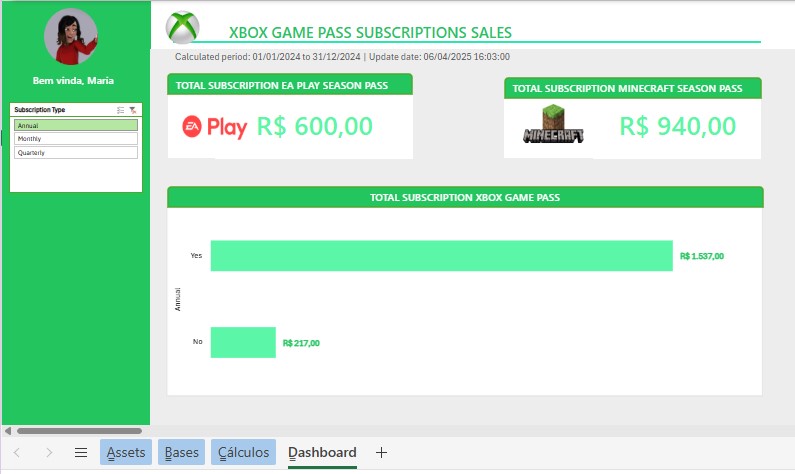 XBOX GAME PASS SUBSCRIPTIONS SALES
Calculated period: 01/01/2024 to 31/12/2024 | Update date: 06/04/2025 16:03:00
Bem vinda, Maria
Subscription Type
Annual
Monthly
Quarterly
TOTAL SUBSCRIPTION EA PLAY SEASON PASS
EA Play R$ 600,00
TOTAL SUBSCRIPTION MINECRAFT SEASON PASS
MINECRAFT R$ 940,00
TOTAL SUBSCRIPTION XBOX GAME PASS
Yes R$ 1.537,00
Annual
No R$ 217,00
Assets Bases Cálculos Dashboard